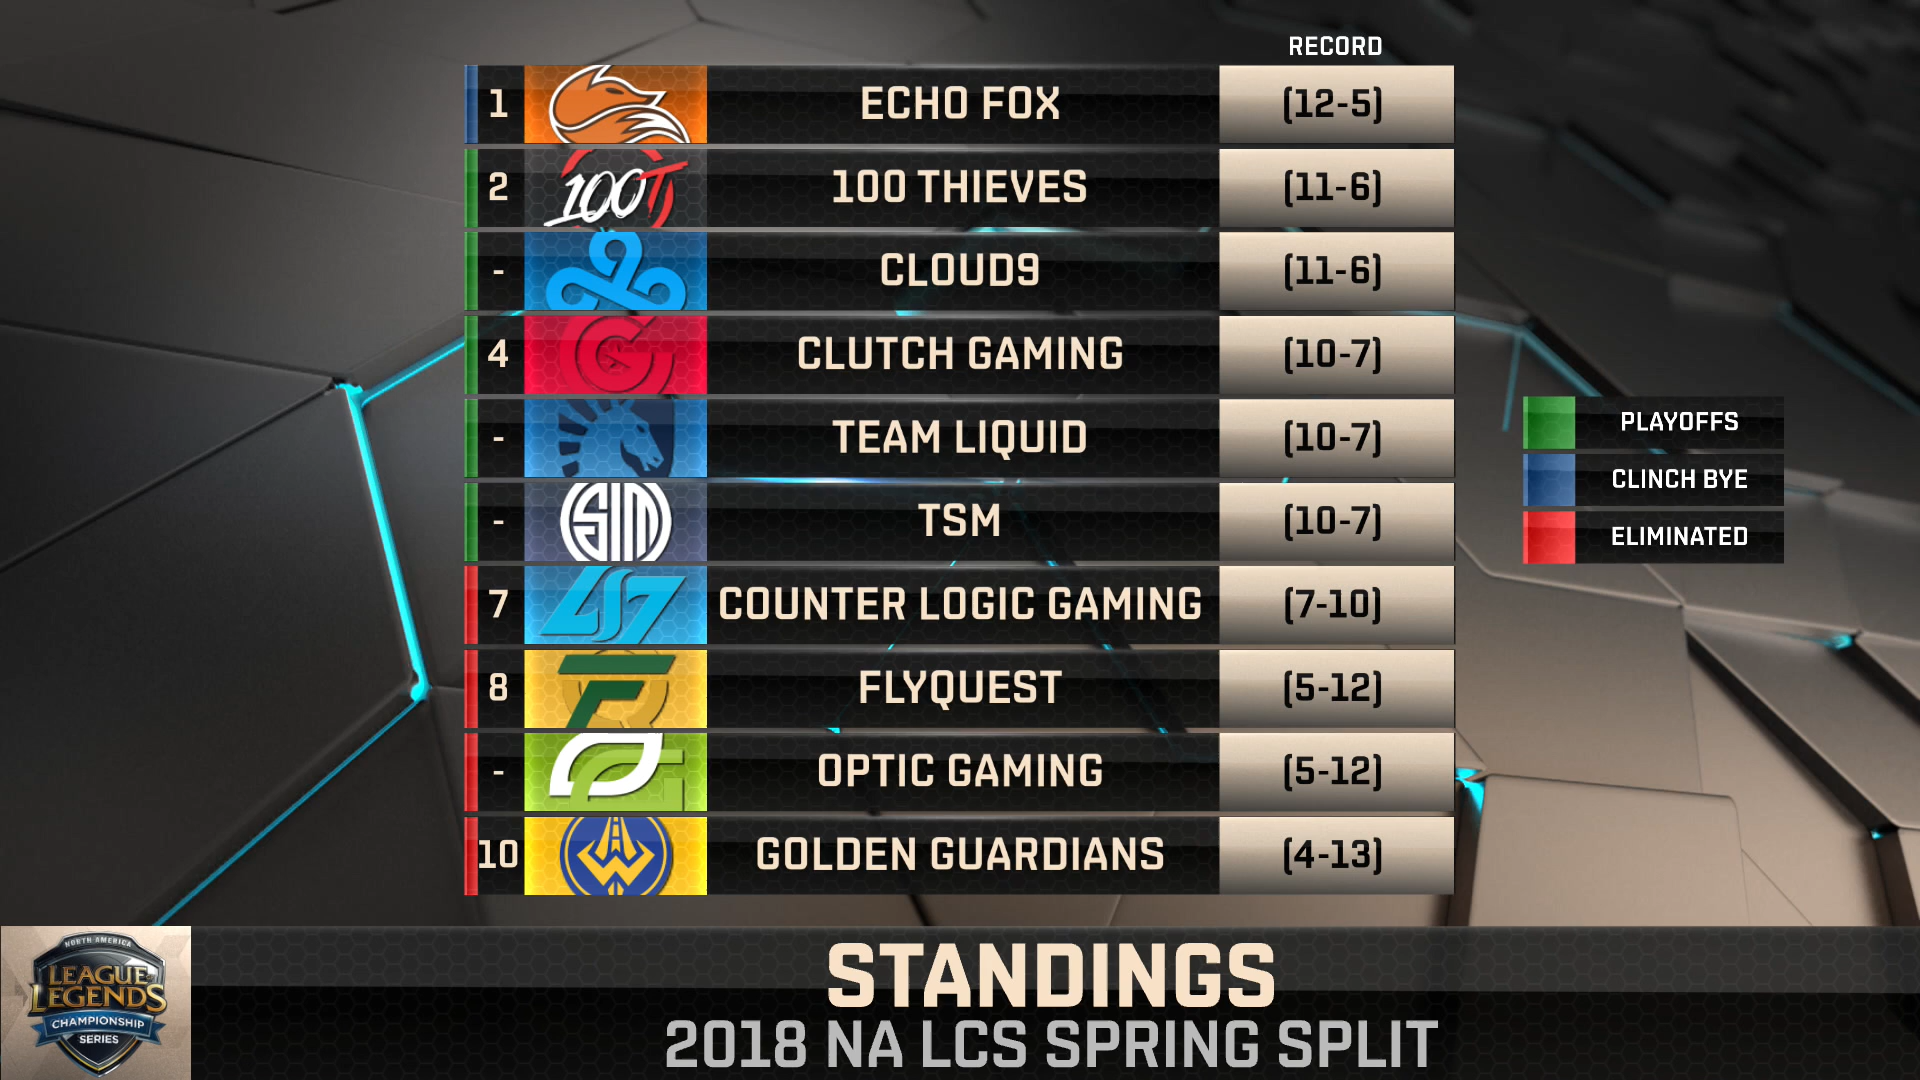 RECORD
1 ECHO FOX (12-5)
2 100T 100 THIEVES (11-6)
- CLOUD9 (11-6)
4 CLUTCH GAMING (10-7)
- TEAM LIQUID (10-7)
- TSM TSM (10-7)
7 COUNTER LOGIC GAMING (7-10)
8 FLYQUEST (5-12)
- OPTIC GAMING (5-12)
10 GOLDEN GUARDIANS (4-13)
PLAYOFFS
CLINCH BYE
ELIMINATED
NORTH AMERICA
LEAGUE OF
LEGENDS
CHAMPIONSHIP
SERIES
STANDINGS
2018 NA LCS SPRING SPLIT